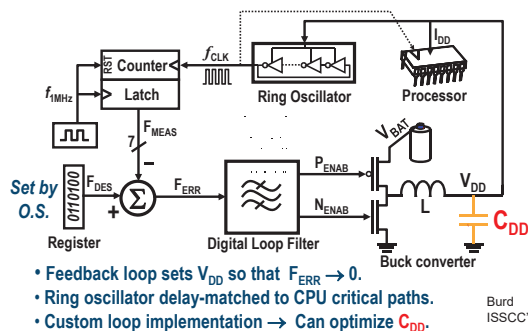 RST
Counter
Latch
f1MHz
fCLK
Ring Oscillator
IDD
Processor
7
FMEAS
−
VBAT
Set by
O.S.
FDES
0110100
+
Σ
FERR
PENAB
NENAB
VDD
L
CDD
Register
Digital Loop Filter
Buck converter
• Feedback loop sets VDD so that FERR → 0.
• Ring oscillator delay-matched to CPU critical paths.
• Custom loop implementation → Can optimize CDD.
Burd